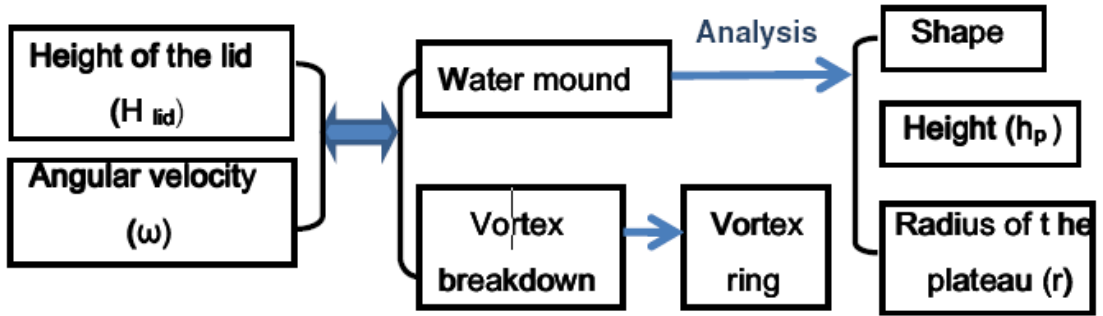 Height of the lid
(H lid)
Angular velocity
(ω)
Water mound
Vortex
breakdown
Vortex
ring
Analysis
Shape
Height (hp)
Radius of t he
plateau (r)